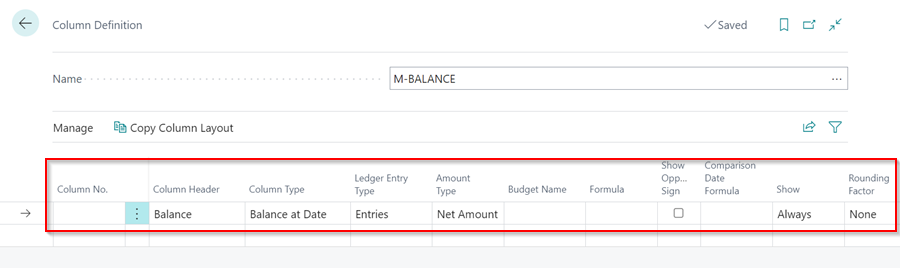 Column Definition
Saved
Name
M-BALANCE
Manage
Copy Column Layout
Column No.
Column Header
Column Type
Ledger Entry
Type
Amount
Type
Budget Name
Formula
Show
Opp...
Sign
Comparison
Date
Formula
Show
Rounding
Factor
Balance
Balance at Date
Entries
Net Amount
Always
None